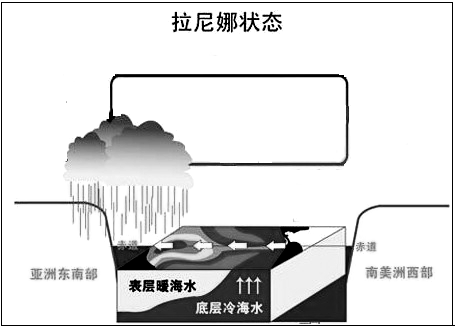 拉尼娜状态
赤道
赤道
亚洲东南部
南美洲西部
表层暖海水
底层冷海水